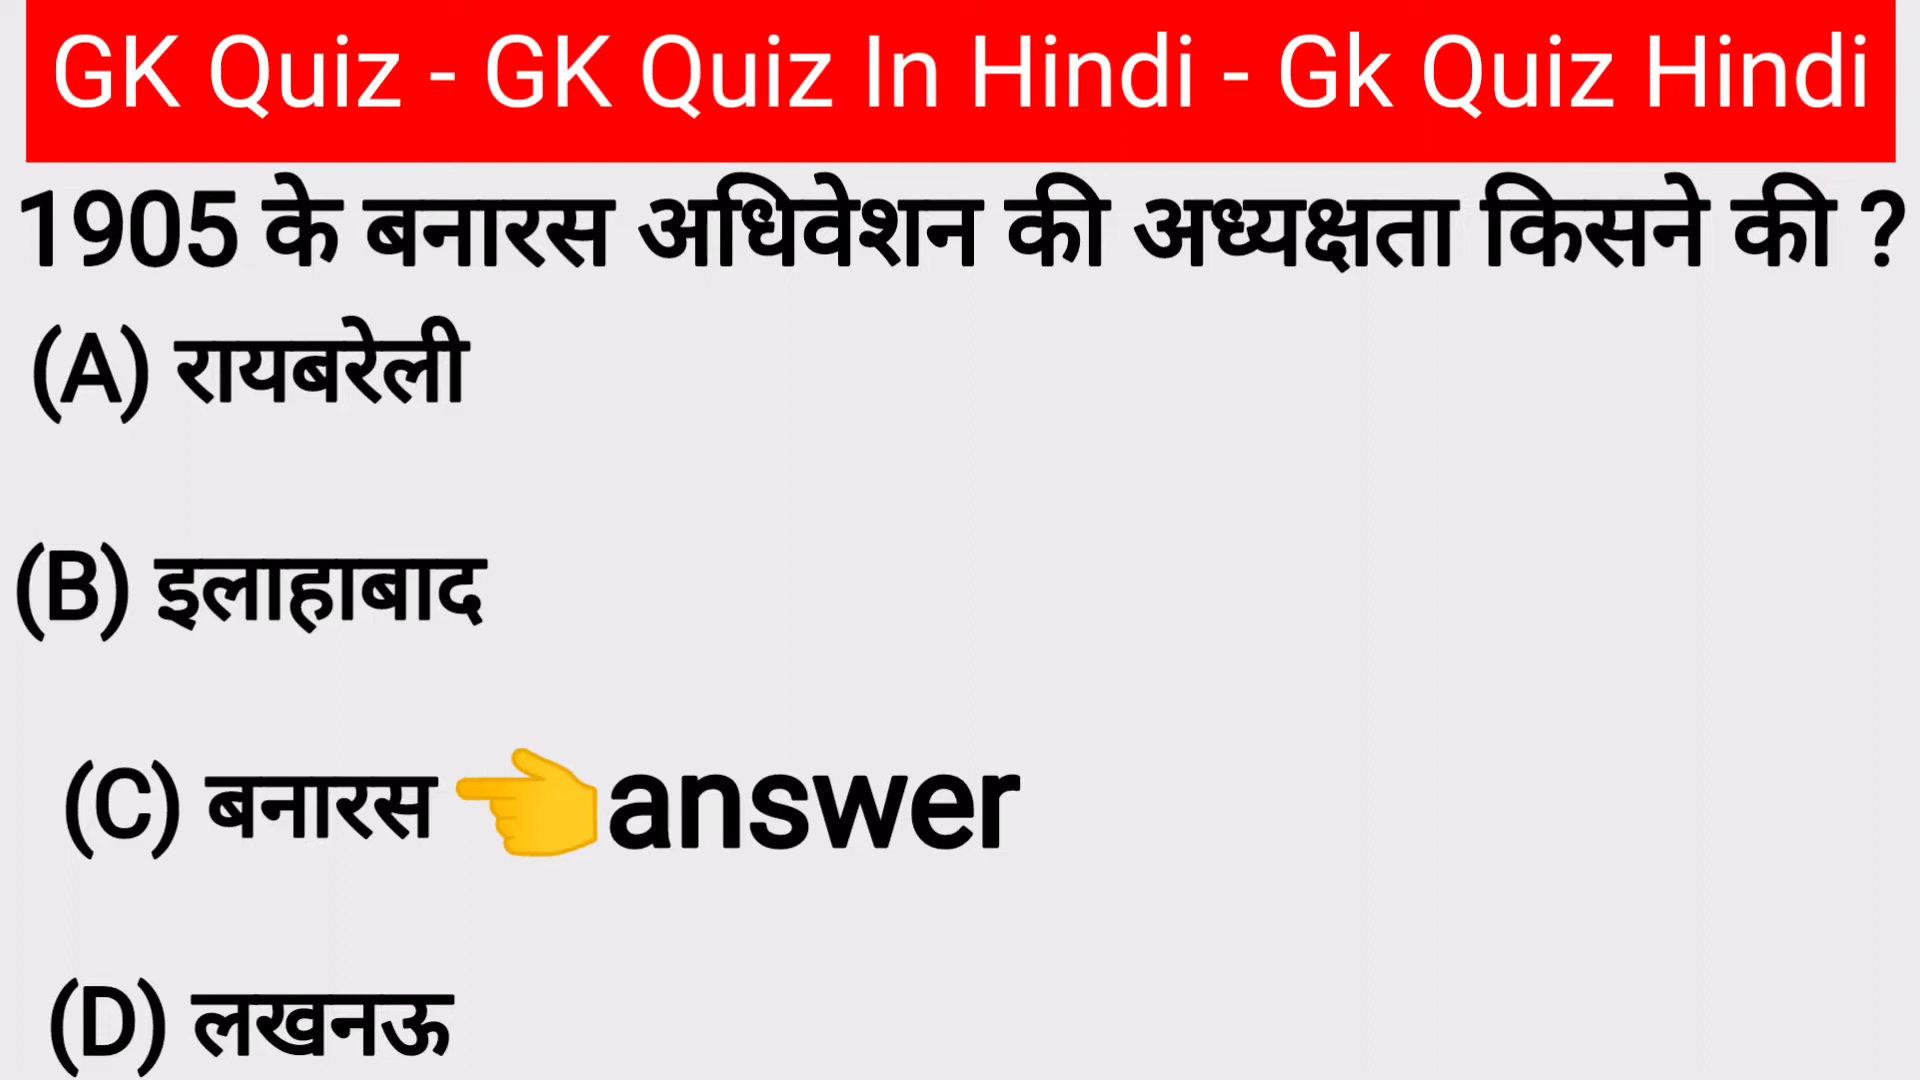 GK Quiz - GK Quiz In Hindi - Gk Quiz Hindi
1905 के बनारस अधिवेशन की अध्यक्षता किसने की ?
(A) रायबरेली
(B) इलाहाबाद
(C) बनारस 👈answer
(D) लखनऊ